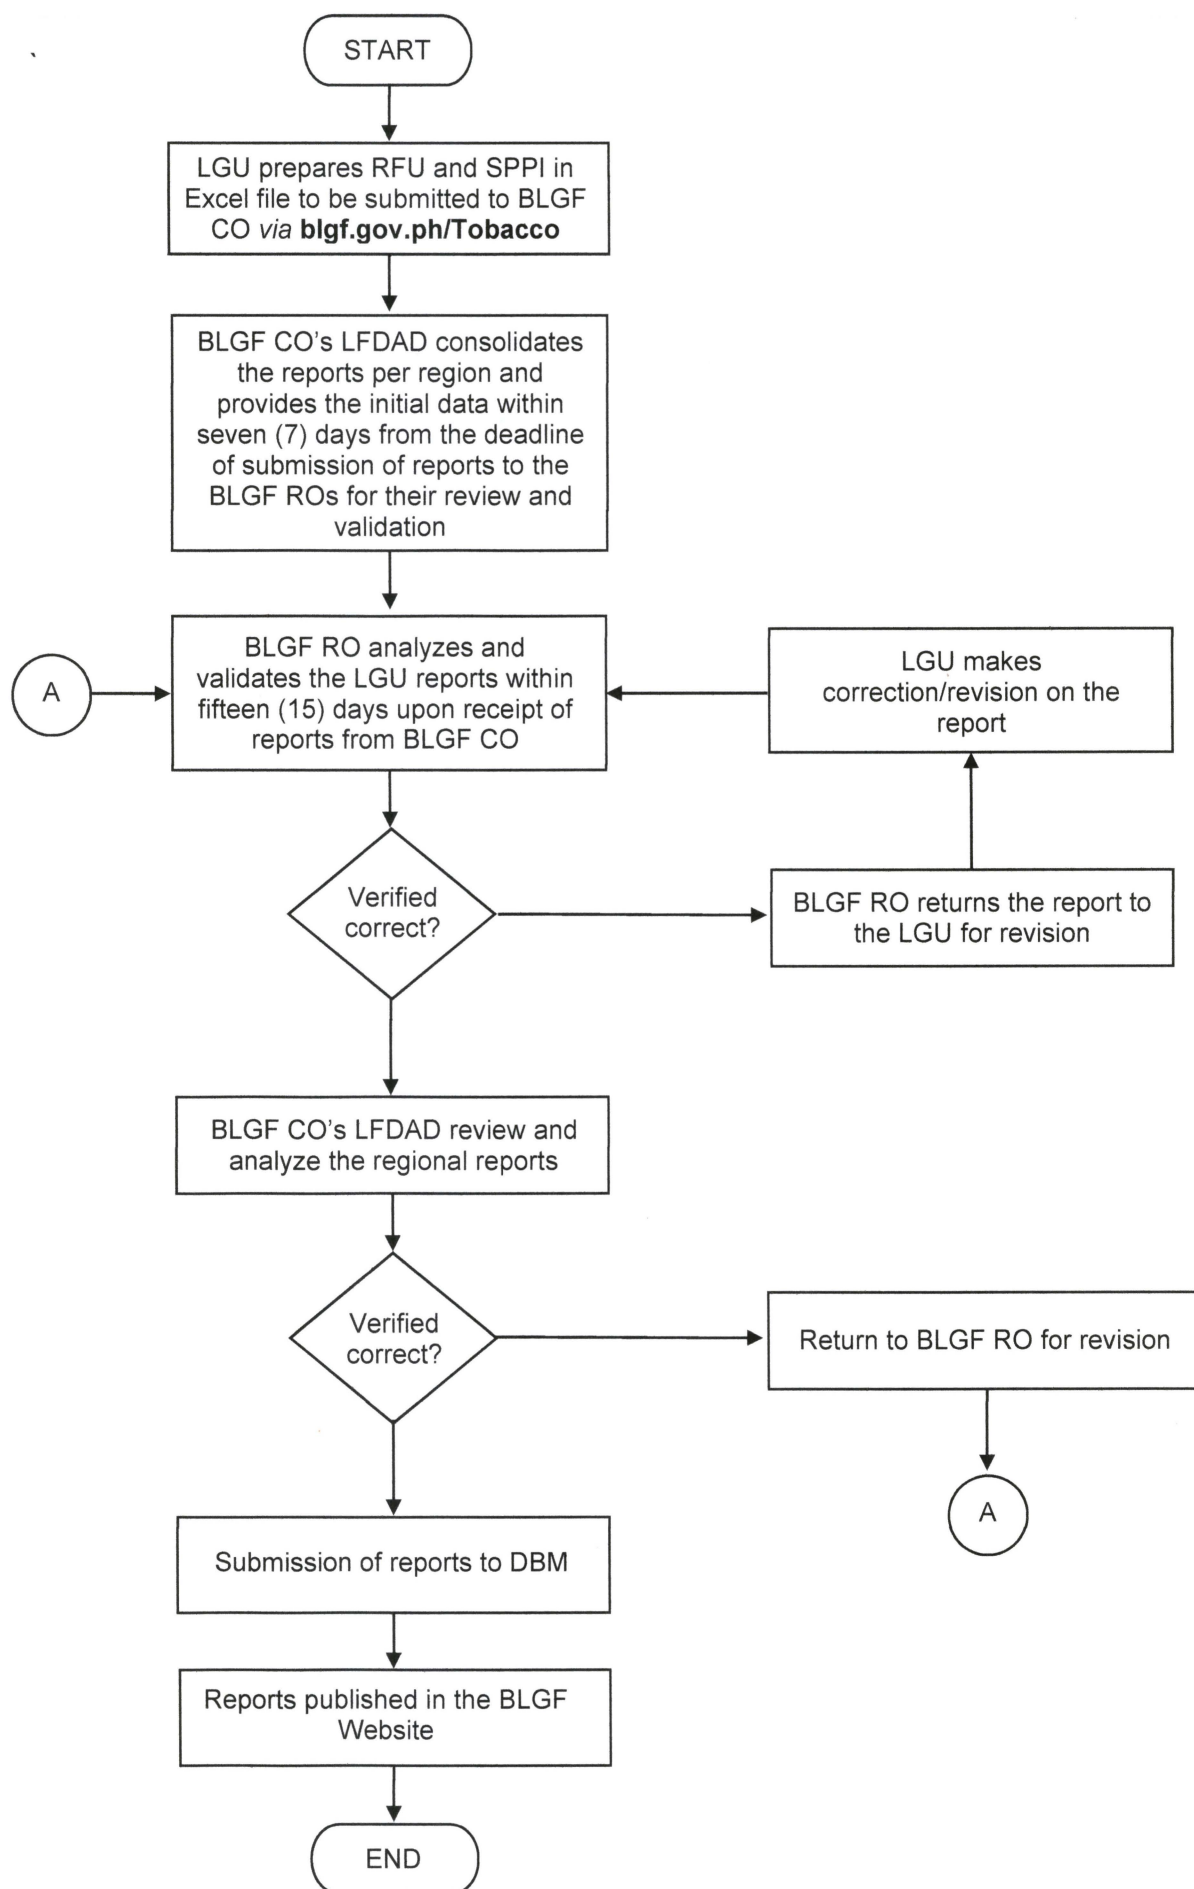 START
LGU prepares RFU and SPPI in
Excel file to be submitted to BLGF
CO via blgf.gov.ph/Tobacco
BLGF CO's LFDAD consolidates
the reports per region and
provides the initial data within
seven (7) days from the deadline
of submission of reports to the
BLGF ROs for their review and
validation
A
BLGF RO analyzes and
validates the LGU reports within
fifteen (15) days upon receipt of
reports from BLGF CO
LGU makes
correction/revision on the
report
Verified
correct?
BLGF RO returns the report to
the LGU for revision
BLGF CO's LFDAD review and
analyze the regional reports
Verified
correct?
Return to BLGF RO for revision
A
Submission of reports to DBM
Reports published in the BLGF
Website
END